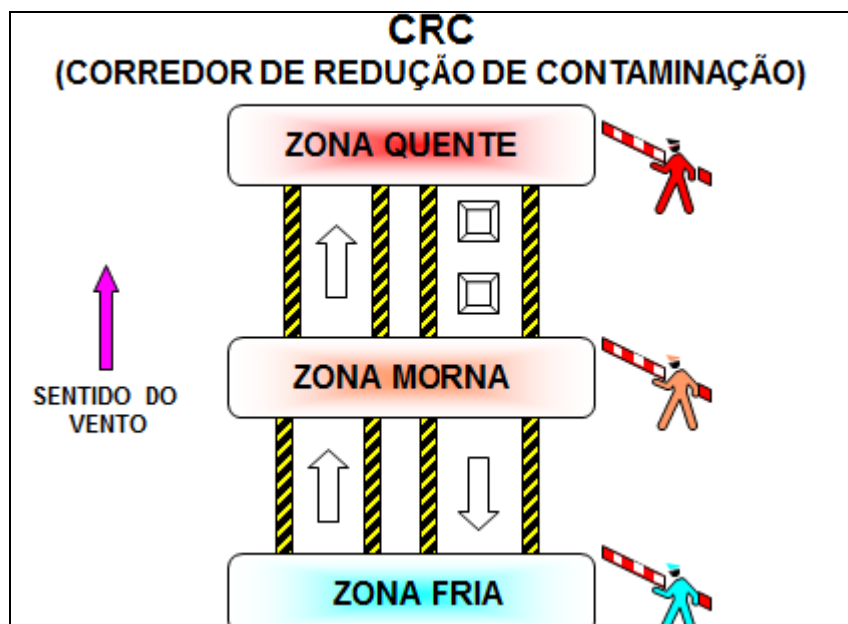 CRC
(CORREDOR DE REDUÇÃO DE CONTAMINAÇÃO)
ZONA QUENTE
ZONA MORNA
SENTIDO DO
VENTO
ZONA FRIA